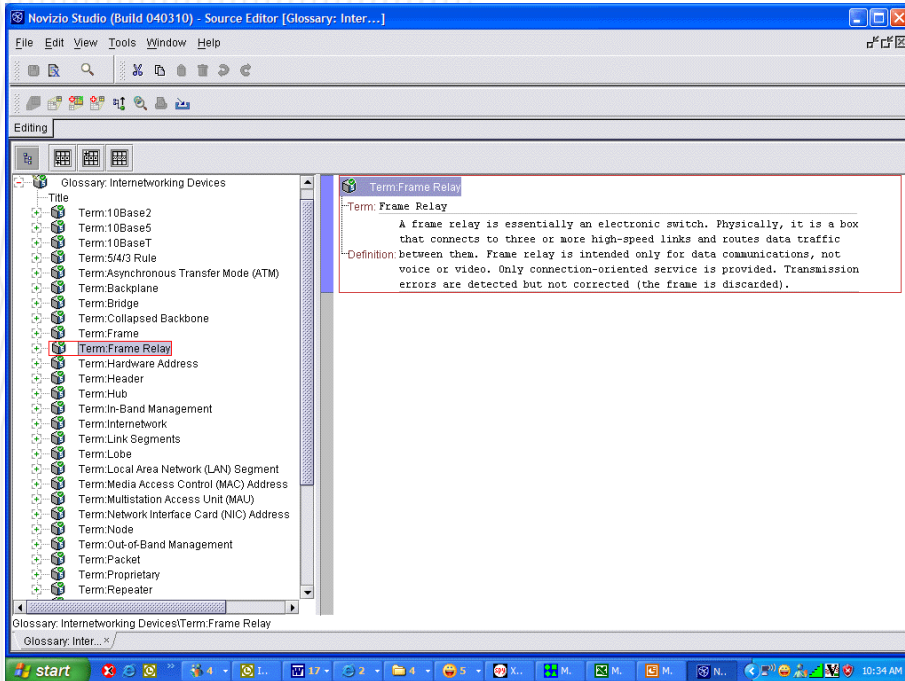 Novizio Studio (Build 040310) - Source Editor [Glossary: Inter...]
File Edit View Tools Window Help
Editing
Glossary: Internetworking Devices
Title
Term:10Base2
Term:10Base5
Term:10BaseT
Term:5/4/3 Rule
Term:Asynchronous Transfer Mode (ATM)
Term:Backplane
Term:Bridge
Term:Collapsed Backbone
Term:Frame
Term:Frame Relay
Term:Hardware Address
Term:Header
Term:Hub
Term:In-Band Management
Term:Internetwork
Term:Link Segments
Term:Lobe
Term:Local Area Network (LAN) Segment
Term:Media Access Control (MAC) Address
Term:Multistation Access Unit (MAU)
Term:Network Interface Card (NIC) Address
Term:Node
Term:Out-of-Band Management
Term:Packet
Term:Proprietary
Term:Repeater
Term:Frame Relay
Term: Frame Relay
A frame relay is essentially an electronic switch. Physically, it is a box
that connects to three or more high-speed links and routes data traffic
Definition: between them. Frame relay is intended only for data communications, not
voice or video. Only connection-oriented service is provided. Transmission
errors are detected but not corrected (the frame is discarded).
Glossary: Internetworking Devices\Term:Frame Relay
Glossary: Inter...
start 4 I.. 17 2 4 5 X.. M.. M.. M.. N.. 10:34 AM